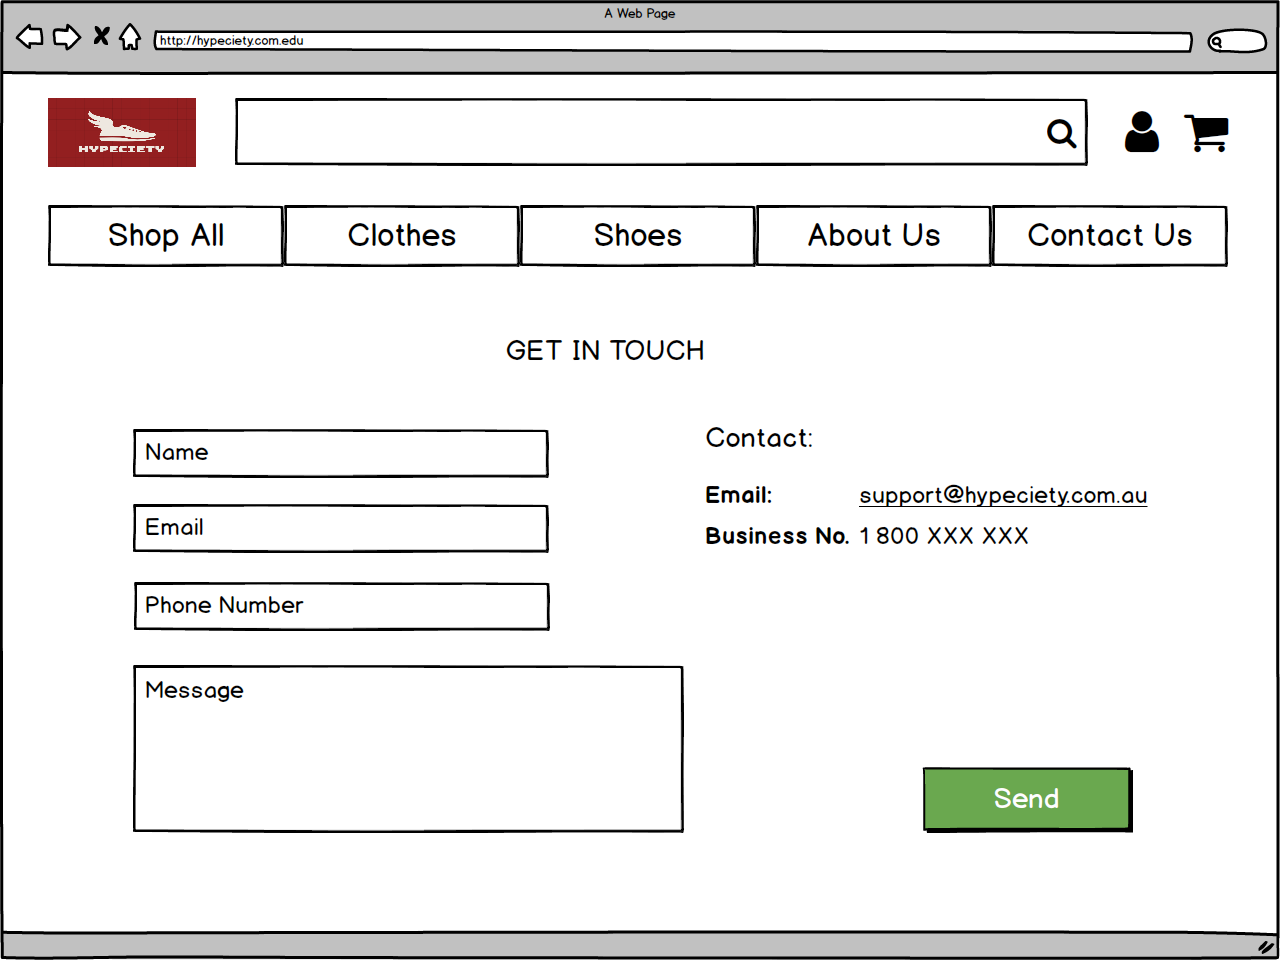 A Web Page
http://hypeciety.com.edu
HYPECIETY
Shop All
Clothes
Shoes
About Us
Contact Us
GET IN TOUCH
Name
Email
Phone Number
Message
Contact:
Email: support@hypeciety.com.au
Business No. 1 800 XXX XXX
Send